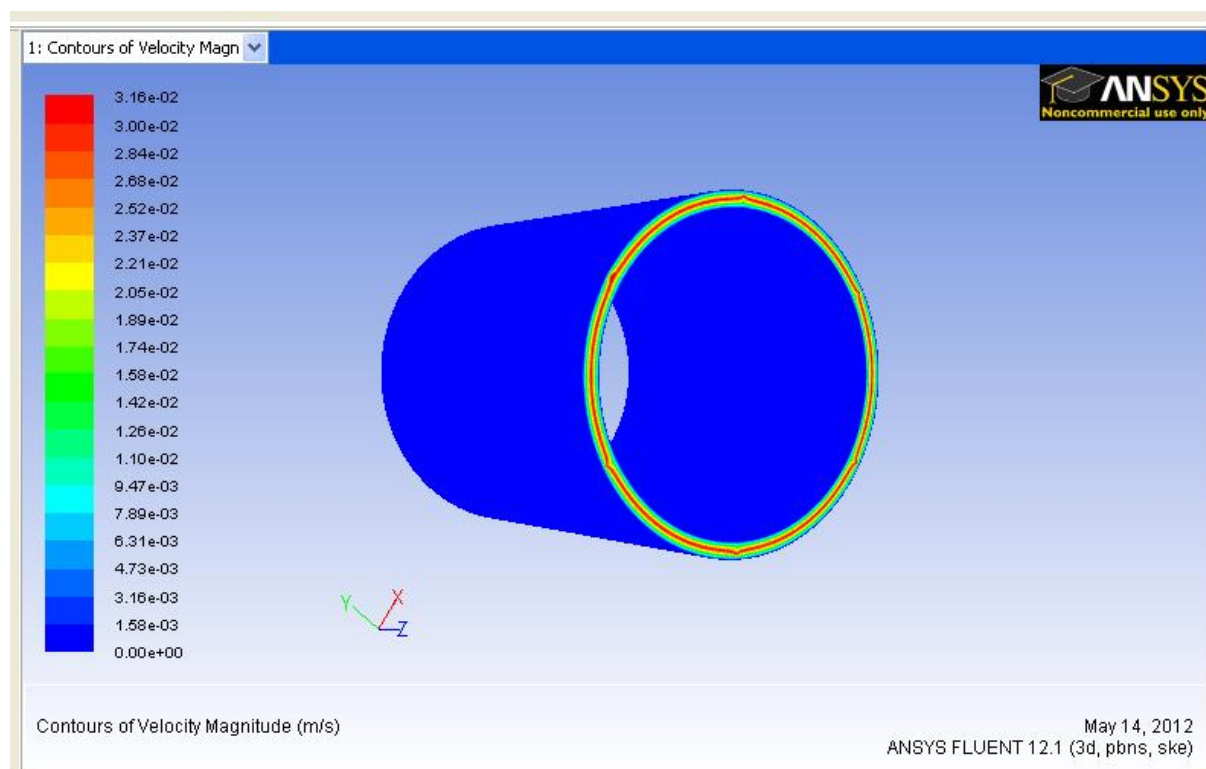 1: Contours of Velocity Magn
ANSYS
Noncommercial use only
3.16e-02
3.00e-02
2.84e-02
2.68e-02
2.52e-02
2.37e-02
2.21e-02
2.05e-02
1.89e-02
1.74e-02
1.58e-02
1.42e-02
1.26e-02
1.10e-02
9.47e-03
7.89e-03
6.31e-03
4.73e-03
3.16e-03
1.58e-03
0.00e+00
Y
X
Z
Contours of Velocity Magnitude (m/s)
May 14, 2012
ANSYS FLUENT 12.1 (3d, pbns, ske)